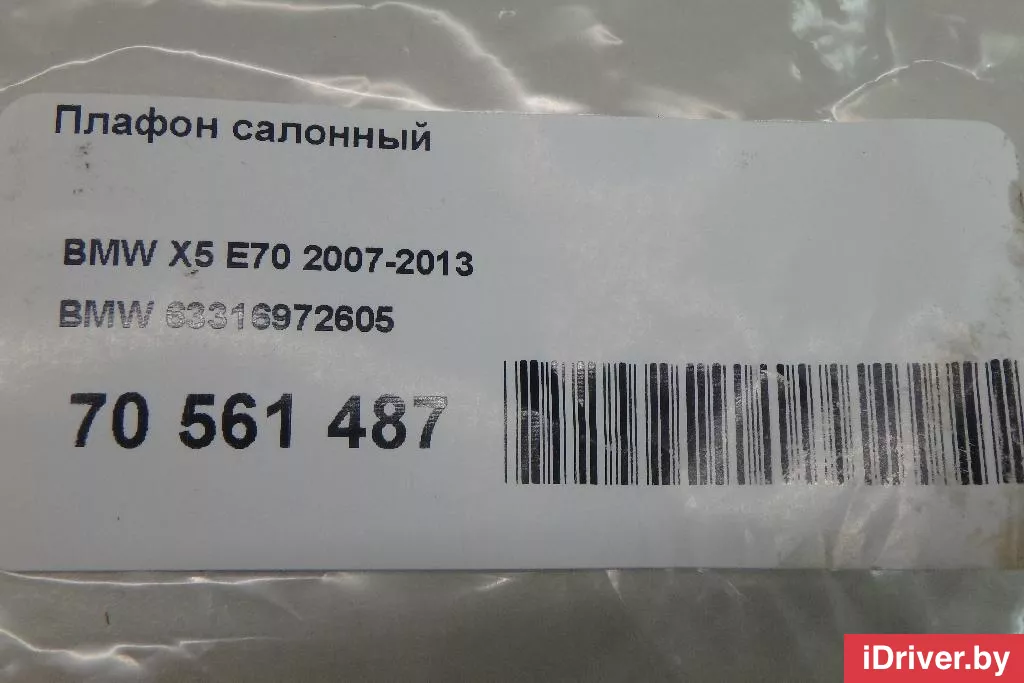 Плафон салонный
BMW X5 E70 2007-2013
BMW 63316972605
70 561 487
iDriver.by